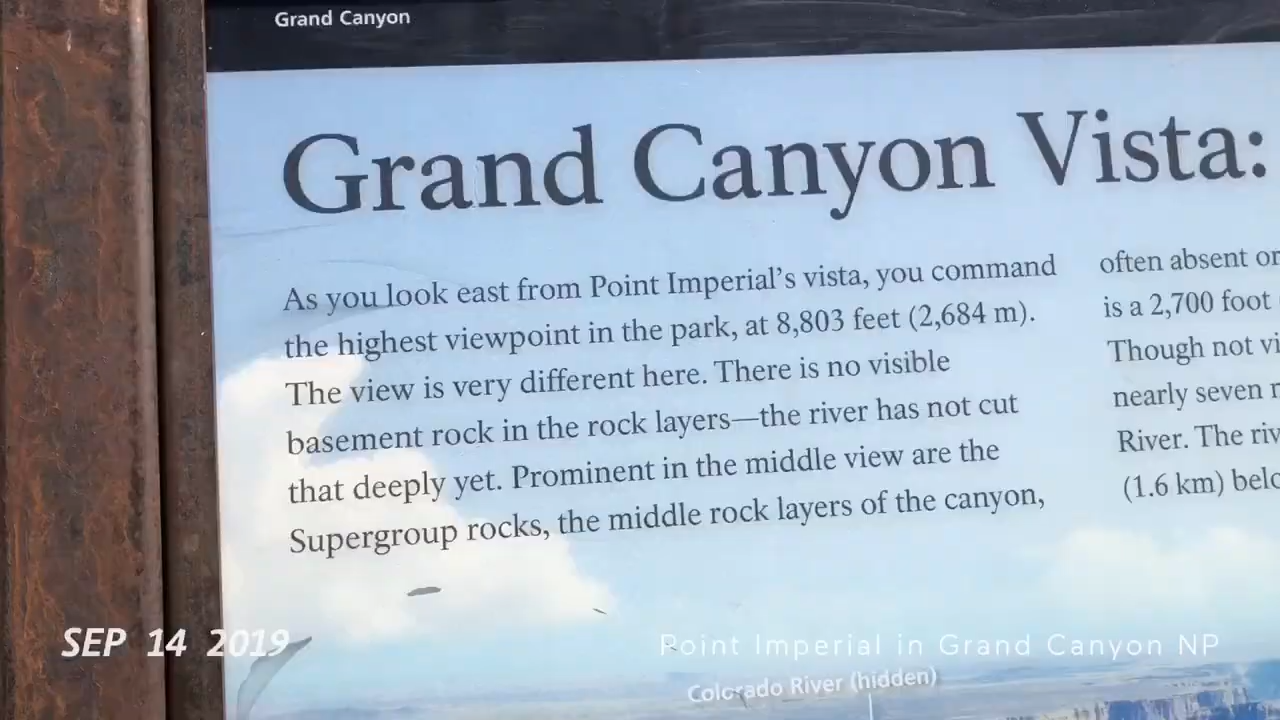 Grand Canyon
Grand Canyon Vista:
As you look east from Point Imperial's vista, you command
the highest viewpoint in the park, at 8,803 feet (2,684 m).
The view is very different here. There is no visible
basement rock in the rock layers—the river has not cut
that deeply yet. Prominent in the middle view are the
Supergroup rocks, the middle rock layers of the canyon,
often absent or
is a 2,700 foot
Though not vi
nearly seven
River. The riv
(1.6 km) belo
SEP 14 2019
Point Imperial in Grand Canyon NP
Colorado River (hidden)